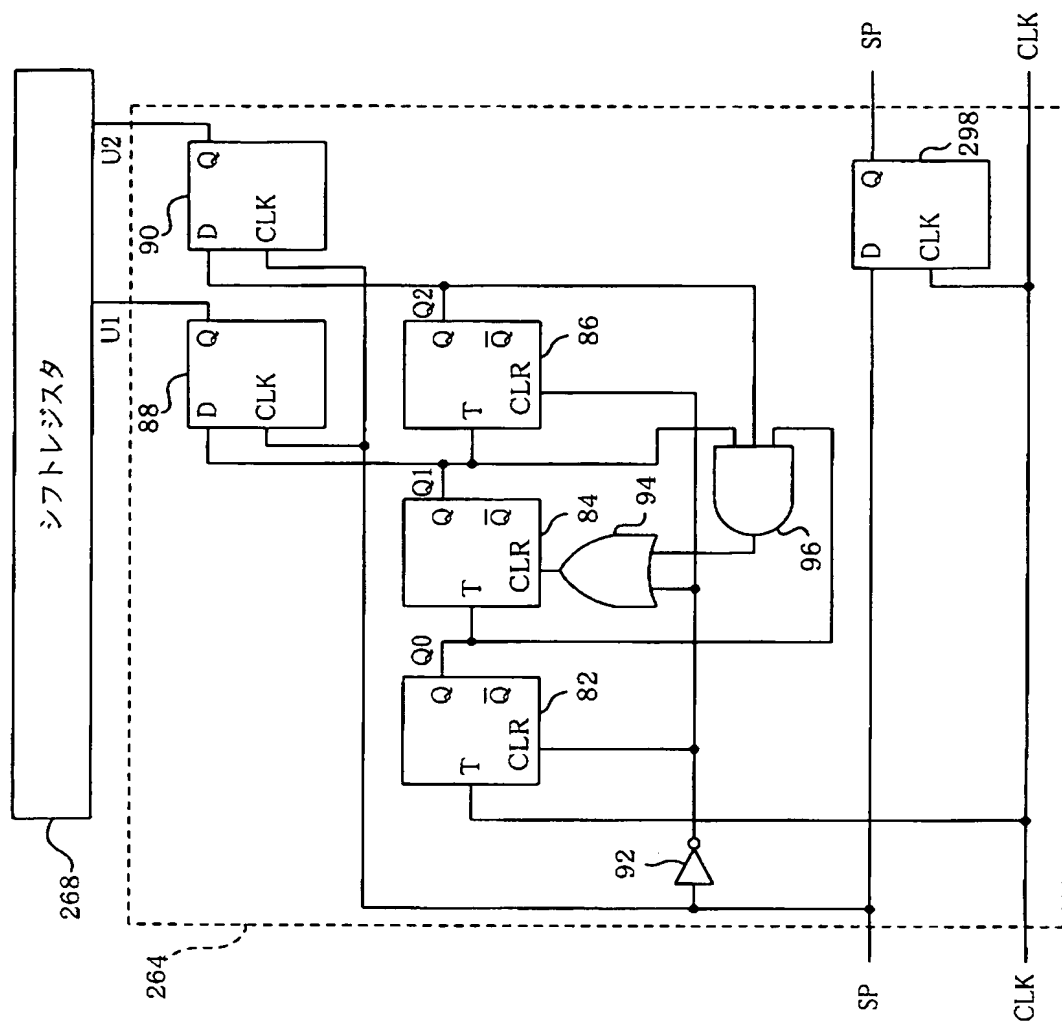 シフトレジスタ
268
U1
U2
264
88
D
Q
CLK
90
D
Q
CLK
Q0
Q
T
Q̅
CLR
82
Q1
Q
T
Q̅
CLR
84
Q2
Q
T
Q̅
CLR
86
92
94
96
SP
D
Q
CLK
298
SP
CLK
CLK